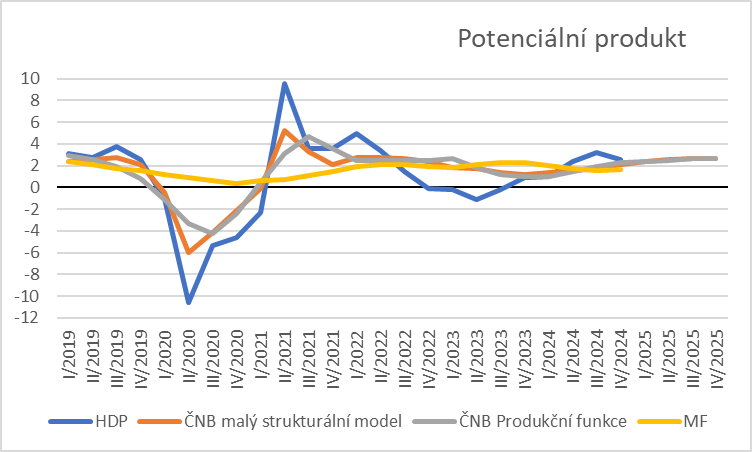 Potenciální produkt
10
8
6
4
2
0
-2
-4
-6
-8
-10
-12
I/2019
II/2019
III/2019
IV/2019
I/2020
II/2020
III/2020
IV/2020
I/2021
II/2021
III/2021
IV/2021
I/2022
II/2022
III/2022
IV/2022
I/2023
II/2023
III/2023
IV/2023
I/2024
II/2024
III/2024
IV/2024
I/2025
II/2025
III/2025
IV/2025
HDP ČNB malý strukturální model ČNB Produkční funkce MF